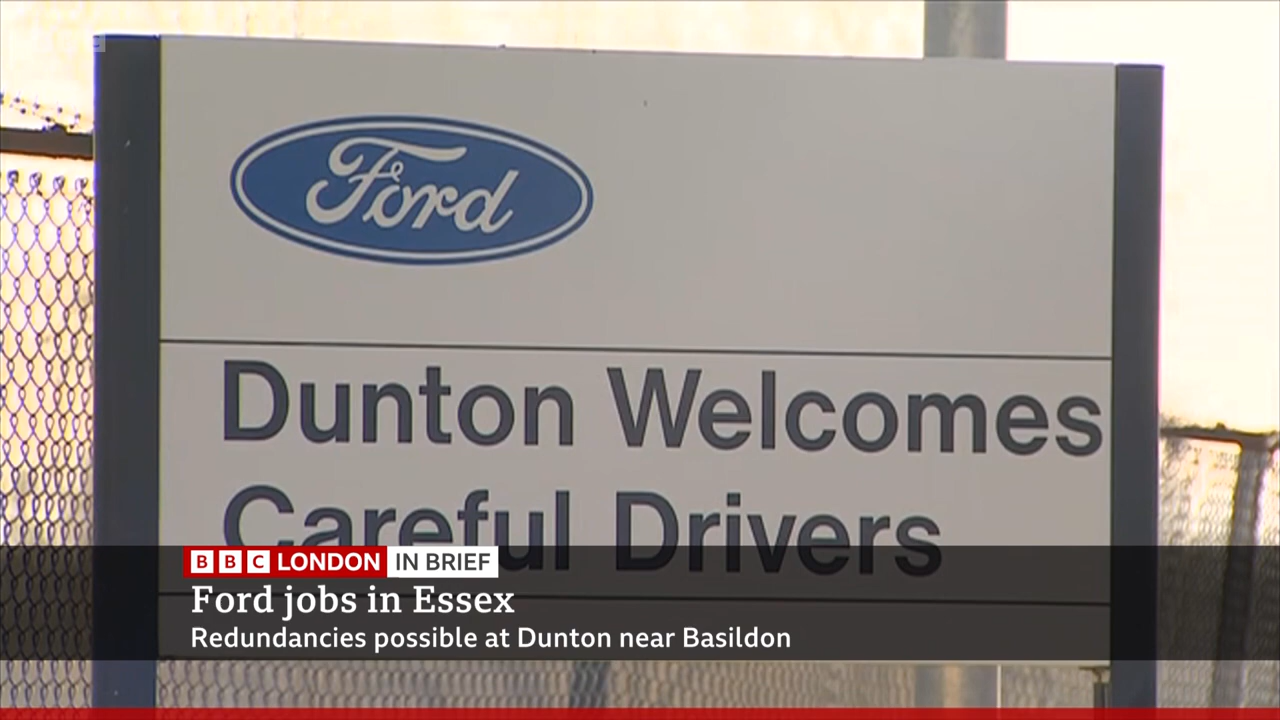 Ford
Dunton Welcomes
Careful Drivers
BBC LONDON IN BRIEF
Ford jobs in Essex
Redundancies possible at Dunton near Basildon